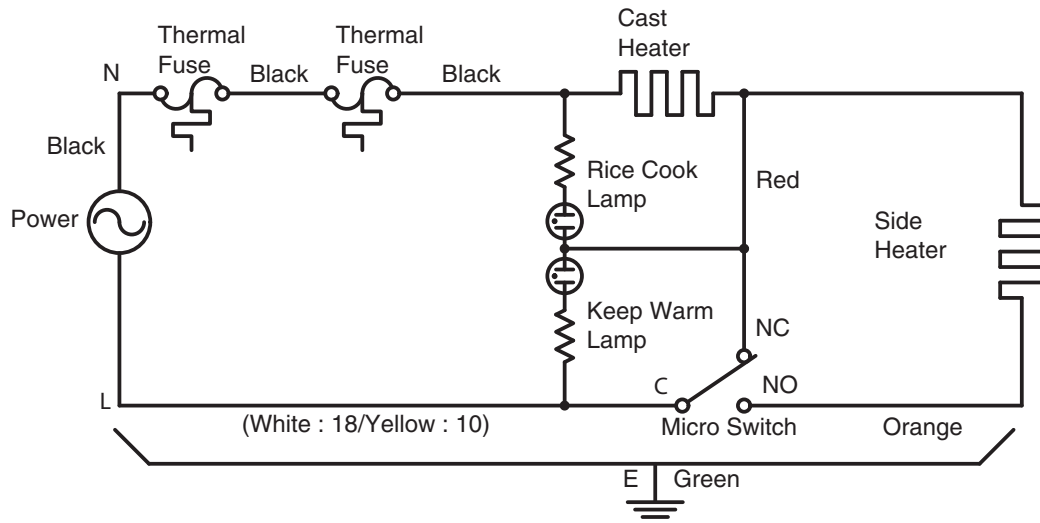 Cast
Heater
Thermal
Fuse
Thermal
Fuse
N
Black
Black
Black
Rice Cook
Lamp
Red
Power
Side
Heater
Keep Warm
Lamp
NC
C
NO
L
(White : 18/Yellow : 10)
Micro Switch
Orange
E
Green